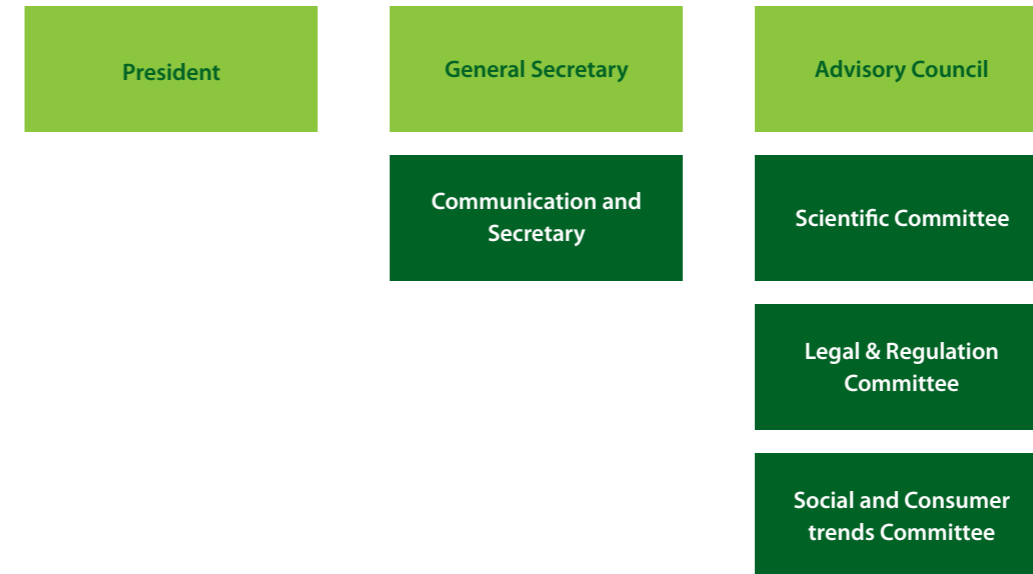 President
General Secretary
Advisory Council
Communication and
Secretary
Scientific Committee
Legal & Regulation
Committee
Social and Consumer
trends Committee